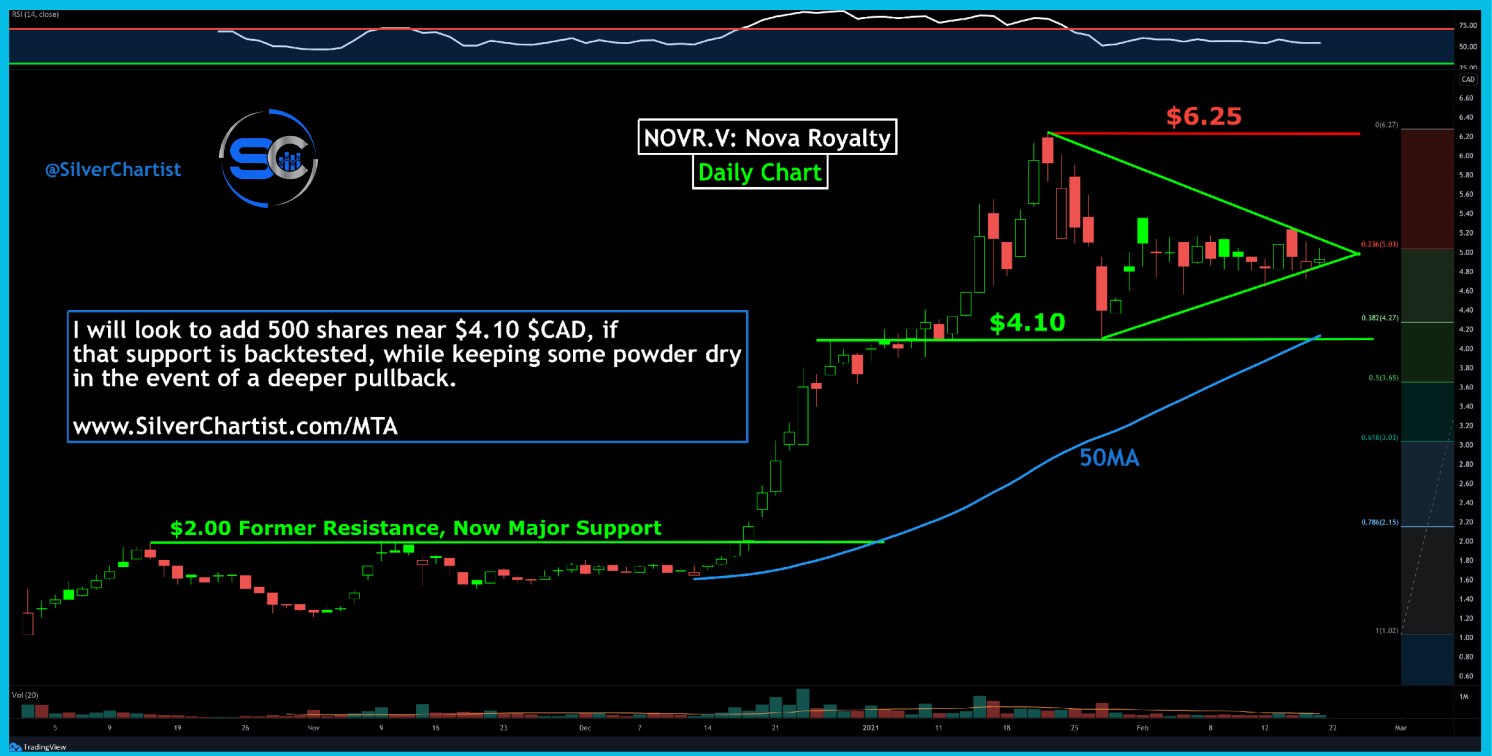 RSI (14, close)
75.00
50.00
25.00
CAD
6.60
6.20
6.00
5.80
5.60
5.40
5.20
5.00
4.80
4.60
4.40
4.20
4.00
3.80
3.60
3.40
3.20
3.00
2.80
2.60
2.40
2.20
2.00
1.80
1.60
1.40
1.20
1.00
0.80
0.60
$6.25
0(6.27)
NOVR.V: Nova Royalty
Daily Chart
@SilverChartist
SC
0.236(5.03)
$4.10
0.382(4.27)
I will look to add 500 shares near $4.10 $CAD, if
that support is backtested, while keeping some powder dry
in the event of a deeper pullback.
www.SilverChartist.com/MTA
0.5(3.65)
0.618(3.03)
50MA
$2.00 Former Resistance, Now Major Support
0.786(2.15)
1(1.02)
Vol (20)
1M
5 9 19 26 Nov 9 16 23 Dec 7 14 21 2021 11 18 25 Feb 8 12 22 Mar
TradingView